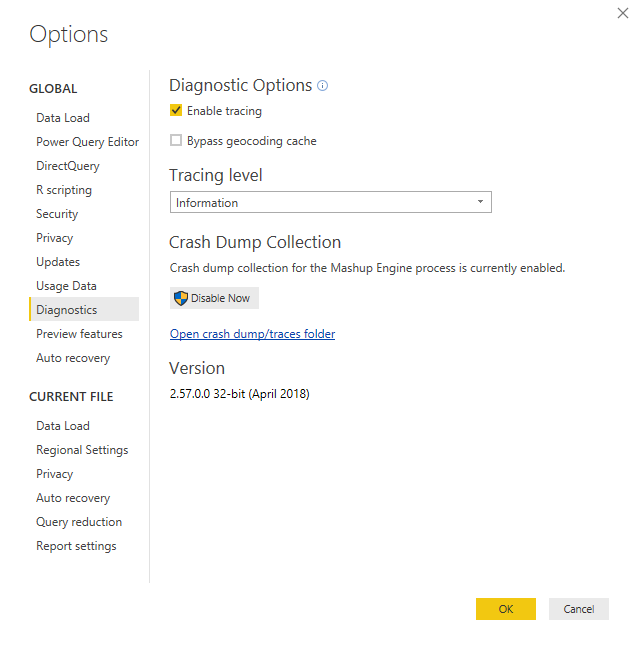 Options
GLOBAL
Data Load
Power Query Editor
DirectQuery
R scripting
Security
Privacy
Updates
Usage Data
Diagnostics
Preview features
Auto recovery
CURRENT FILE
Data Load
Regional Settings
Privacy
Auto recovery
Query reduction
Report settings
Diagnostic Options
Enable tracing
Bypass geocoding cache
Tracing level
Information
Crash Dump Collection
Crash dump collection for the Mashup Engine process is currently enabled.
Disable Now
Open crash dump/traces folder
Version
2.57.0.0 32-bit (April 2018)
OK
Cancel